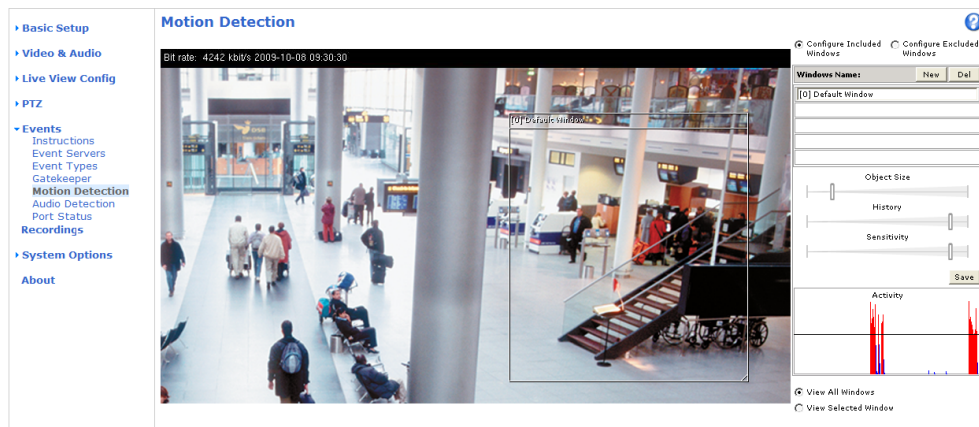 Motion Detection
Basic Setup
Video & Audio
Live View Config
PTZ
Events
Instructions
Event Servers
Event Types
Gatekeeper
Motion Detection
Audio Detection
Port Status
Recordings
System Options
About
Bit rate: 4242 kbit/s 2009-10-08 09:30:30
[0] Default Window
?
Configure Included Windows
Configure Excluded Windows
Windows Name:
New
Del
[0] Default Window
Object Size
History
Sensitivity
Save
Activity
View All Windows
View Selected Window